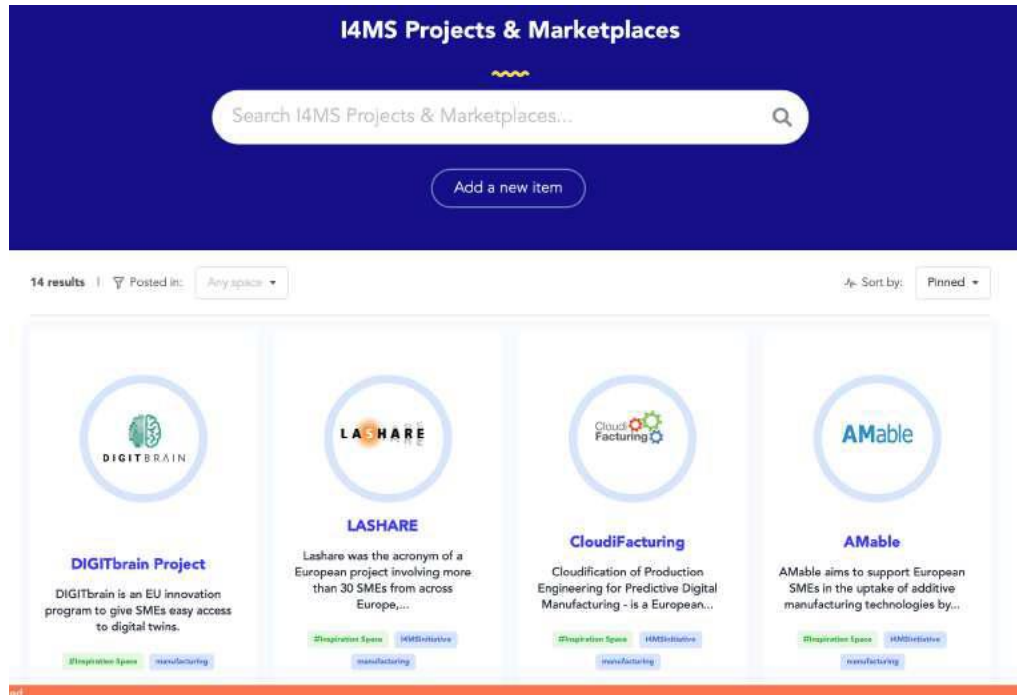 I4MS Projects & Marketplaces
Search I4MS Projects & Marketplaces...
Add a new item
14 results | Posted in: Any space
Sort by: Pinned
DIGITBRAIN
LASHARE
Cloudi
Facturing
AMable
DIGITbrain Project
DIGITbrain is an EU innovation
program to give SMEs easy access
to digital twins.
#Inspiration Space manufacturing
LASHARE
Lashare was the acronym of a
European project involving more
than 30 SMEs from across
Europe,...
#Inspiration Space I4MSInitiative
manufacturing
CloudiFacturing
Cloudification of Production
Engineering for Predictive Digital
Manufacturing - is a European...
#Inspiration Space I4MSInitiative
manufacturing
AMable
AMable aims to support European
SMEs in the uptake of additive
manufacturing technologies by...
#Inspiration Space I4MSInitiative
manufacturing